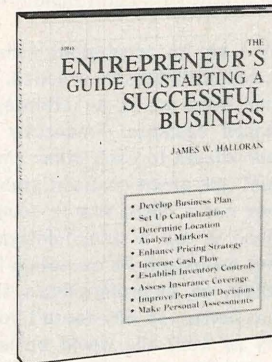 THE
ENTREPRENEUR'S
GUIDE TO STARTING A
SUCCESSFUL
BUSINESS
JAMES W. HALLORAN
• Develop Business Plan
• Set Up Capitalization
• Determine Location
• Analyze Markets
• Enhance Pricing Strategy
• Increase Cash Flow
• Establish Inventory Controls
• Assess Insurance Coverage
• Improve Personnel Decisions
• Make Personal Assessments